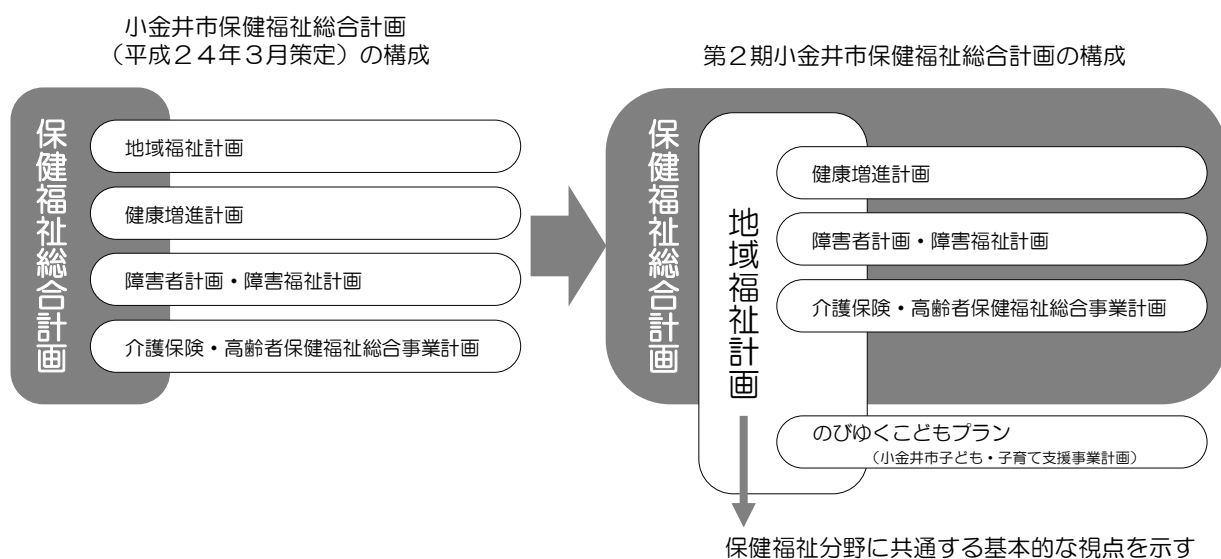 小金井市保健福祉総合計画
（平成２４年３月策定）の構成
保健福祉総合計画
地域福祉計画
健康増進計画
障害者計画・障害福祉計画
介護保険・高齢者保健福祉総合事業計画
第２期小金井市保健福祉総合計画の構成
保健福祉総合計画
地域福祉計画
健康増進計画
障害者計画・障害福祉計画
介護保険・高齢者保健福祉総合事業計画
のびゆくこどもプラン
（小金井市子ども・子育て支援事業計画）
保健福祉分野に共通する基本的な視点を示す